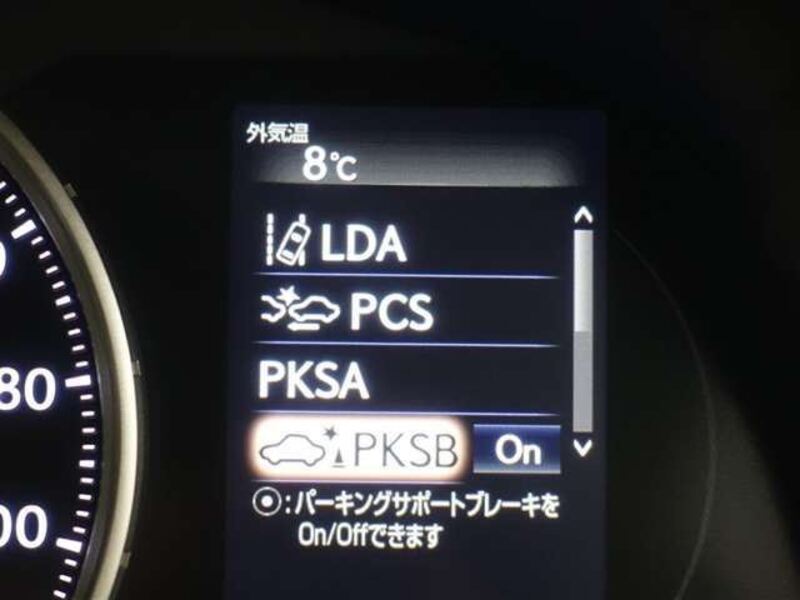 外気温
8℃
LDA
PCS
PKSA
PKSB On
⦿:パーキングサポートブレーキを
On/Offできます
80